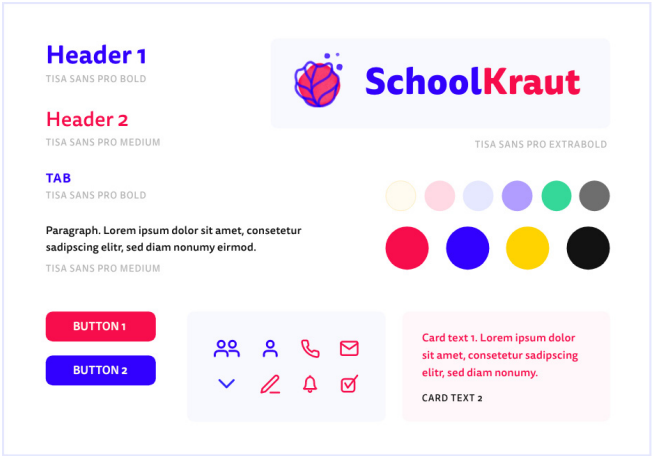 Header 1
TISA SANS PRO BOLD
Header 2
TISA SANS PRO MEDIUM
TAB
TISA SANS PRO BOLD
Paragraph. Lorem ipsum dolor sit amet, consetetur
sadipscing elitr, sed diam nonumy eirmod.
TISA SANS PRO MEDIUM
SchoolKraut
TISA SANS PRO EXTRABOLD
BUTTON 1
BUTTON 2
Card text 1. Lorem ipsum dolor
sit amet, consetetur sadipscing
elitr, sed diam nonumy.
CARD TEXT 2